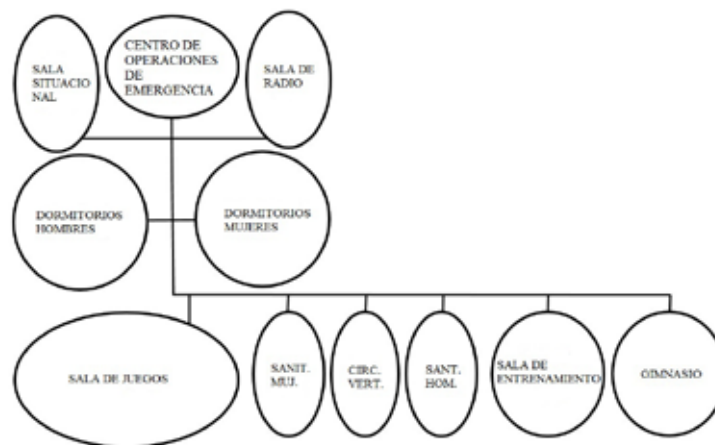 SALA
SITUACIO
NAL
CENTRO DE
OPERACIONES
DE
EMERGENCIA
SALA DE
RADIO
DORMITORIOS
HOMBRES
DORMITORIOS
MUJERES
SALA DE JUEGOS
SANIT.
MUJ.
CIRC.
VERT.
SANT.
HOM.
SALA DE
ENTRENAMIENTO
GIMNASIO